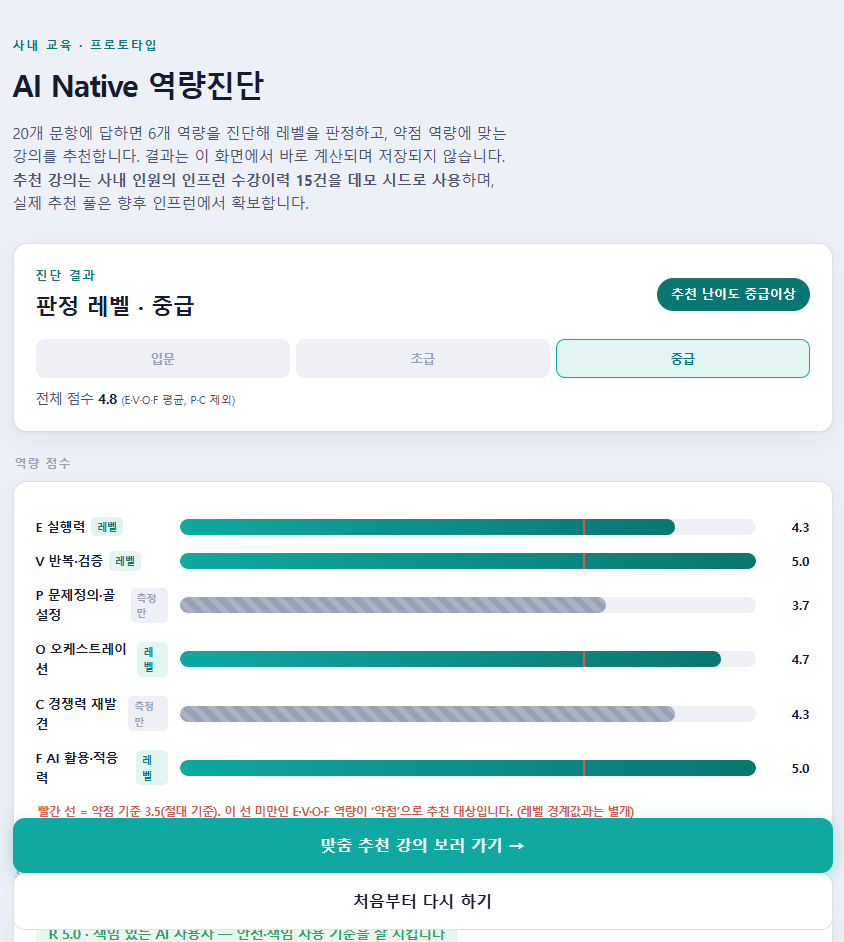 사내 교육 · 프로토타입
AI Native 역량진단
20개 문항에 답하면 6개 역량을 진단해 레벨을 판정하고, 약점 역량에 맞는
강의를 추천합니다. 결과는 이 화면에서 바로 계산되며 저장되지 않습니다.
추천 강의는 사내 인원의 인프런 수강이력 15건을 데모 시드로 사용하며,
실제 추천 풀은 향후 인프런에서 확보합니다.
진단 결과
판정 레벨 · 중급
추천 난이도 중급이상
입문
초급
중급
전체 점수 4.8 (E·V·O·F 평균, P·C 제외)
역량 점수
E 실행력 레벨 4.3
V 반복·검증 레벨 5.0
P 문제정의·골
설정
측정
만
3.7
O 오케스트레이
션
레
벨
4.7
C 경쟁력 재발
견
측정
만
4.3
F AI 활용·적응
력
레
벨
5.0
빨간 선 = 약점 기준 3.5(절대 기준). 이 선 미만인 E·V·O·F 역량이 ‘약점’으로 추천 대상입니다. (레벨 경계값과는 별개)
맞춤 추천 강의 보러 가기 →
처음부터 다시 하기
R 5.0 · 책임 있는 AI 사용자 — 안전·책임 사용 기준을 잘 지킵니다